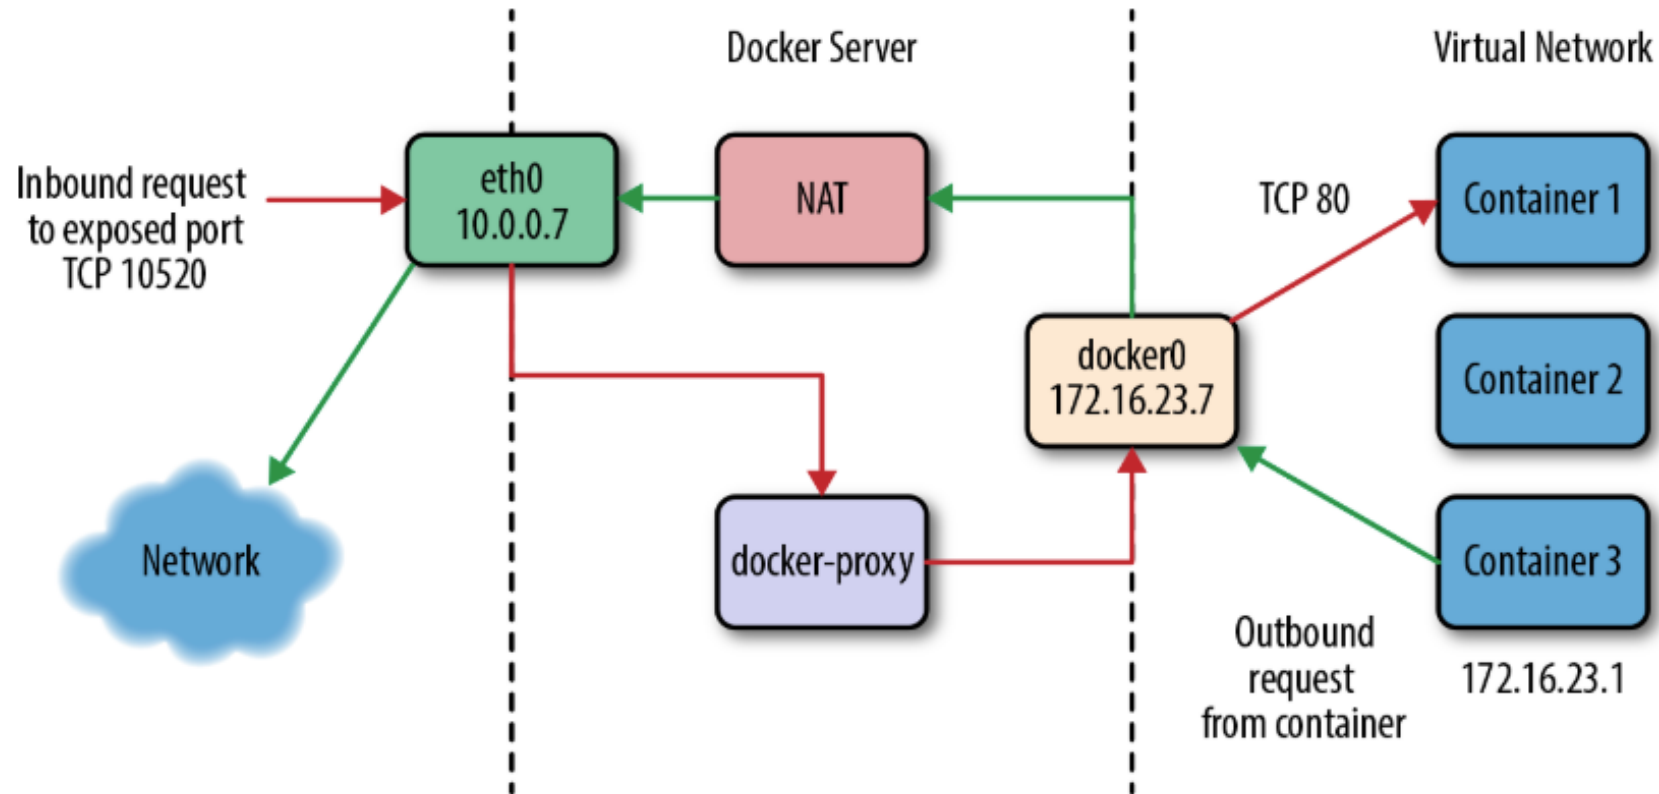 Docker Server
Virtual Network
Inbound request
to exposed port
TCP 10520
eth0
10.0.0.7
NAT
TCP 80
Container 1
docker0
172.16.23.7
Container 2
Network
docker-proxy
Container 3
Outbound
request
from container
172.16.23.1